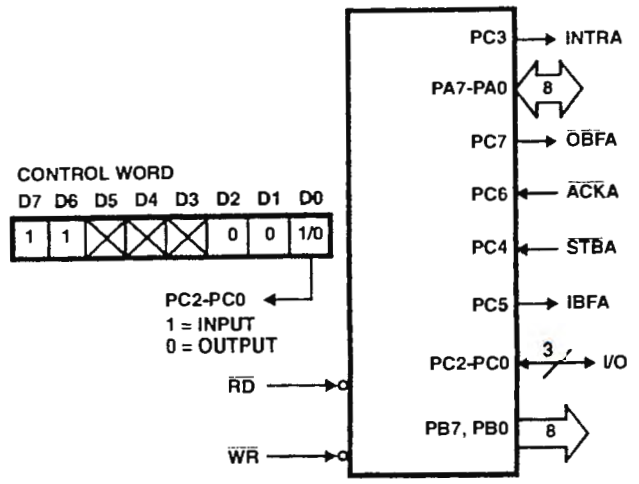 CONTROL WORD
D7 D6 D5 D4 D3 D2 D1 D0
1 1 0 0 1/0
PC2-PC0
1 = INPUT
0 = OUTPUT
RD
WR
PC3 INTRA
PA7-PA0 8
PC7 OBFA
PC6 ACKA
PC4 STBA
PC5 IBFA
PC2-PC0 3 I/O
PB7, PB0 8